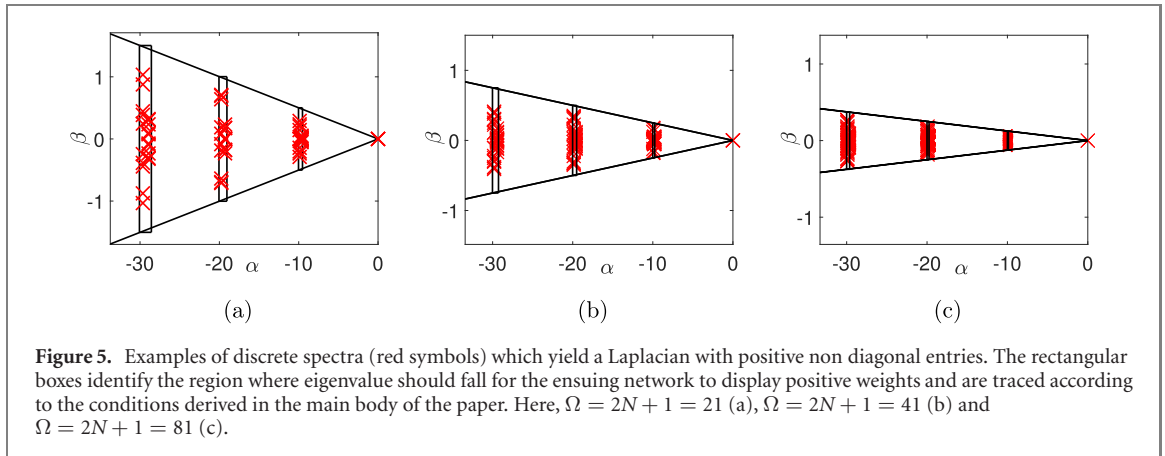 β
1
0
-1
-30
-20
α
-10
0
(a)
β
1
0
-1
-30
-20
α
-10
0
(b)
β
1
0
-1
-30
-20
α
-10
0
(c)
Figure 5. Examples of discrete spectra (red symbols) which yield a Laplacian with positive non diagonal entries. The rectangular
boxes identify the region where eigenvalue should fall for the ensuing network to display positive weights and are traced according
to the conditions derived in the main body of the paper. Here, Ω = 2N + 1 = 21 (a), Ω = 2N + 1 = 41 (b) and
Ω = 2N + 1 = 81 (c).